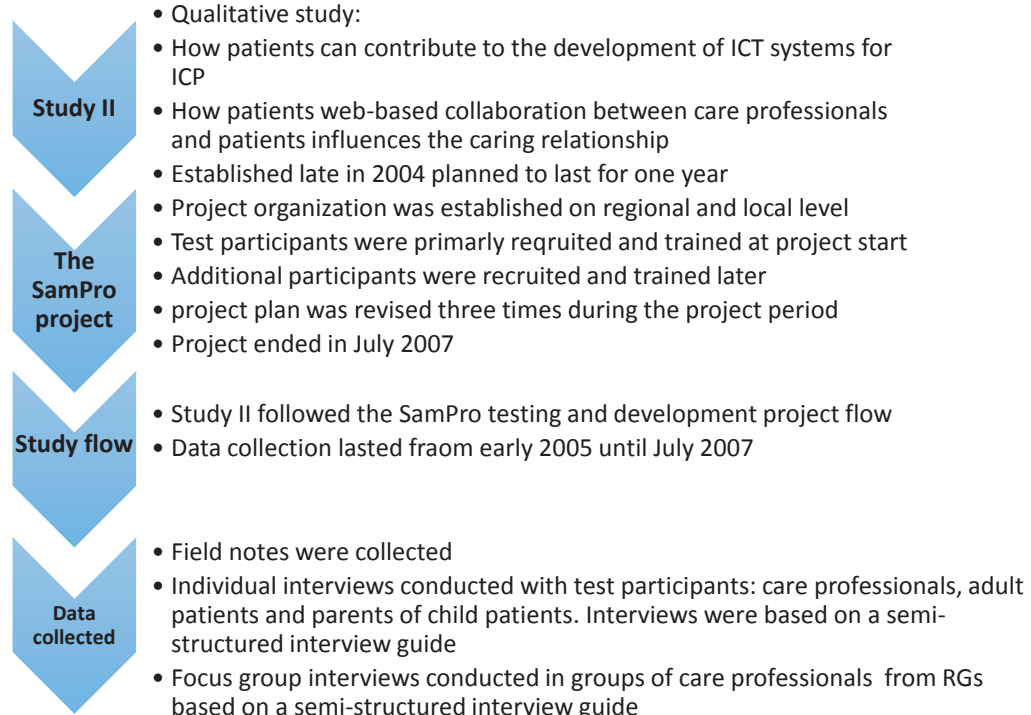 Study II
• Qualitative study:
• How patients can contribute to the development of ICT systems for
ICP
• How patients web-based collaboration between care professionals
and patients influences the caring relationship
The
SamPro
project
• Established late in 2004 planned to last for one year
• Project organization was established on regional and local level
• Test participants were primarly reqruited and trained at project start
• Additional participants were recruited and trained later
• project plan was revised three times during the project period
• Project ended in July 2007
Study flow
• Study II followed the SamPro testing and development project flow
• Data collection lasted fraom early 2005 until July 2007
Data
collected
• Field notes were collected
• Individual interviews conducted with test participants: care professionals, adult
patients and parents of child patients. Interviews were based on a semi-
structured interview guide
• Focus group interviews conducted in groups of care professionals from RGs
based on a semi-structured interview guide